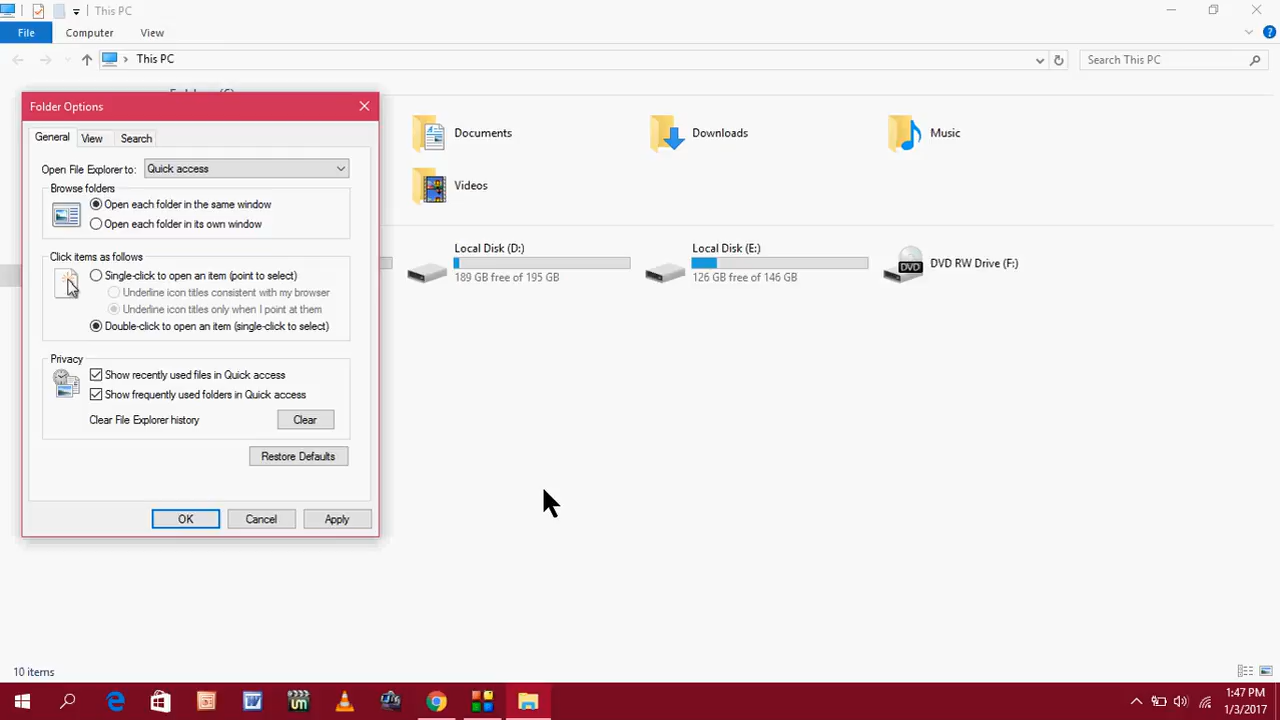 This PC
File
Computer
View
This PC
Search This PC
Folder Options
General
View
Search
Open File Explorer to:
Quick access
Browse folders
Open each folder in the same window
Open each folder in its own window
Click items as follows
Single-click to open an item (point to select)
Underline icon titles consistent with my browser
Underline icon titles only when I point at them
Double-click to open an item (single-click to select)
Privacy
Show recently used files in Quick access
Show frequently used folders in Quick access
Clear File Explorer history
Clear
Restore Defaults
OK
Cancel
Apply
Documents
Downloads
Music
Videos
Local Disk (D:)
189 GB free of 195 GB
Local Disk (E:)
126 GB free of 146 GB
DVD
DVD RW Drive (F:)
10 items
1:47 PM
1/3/2017